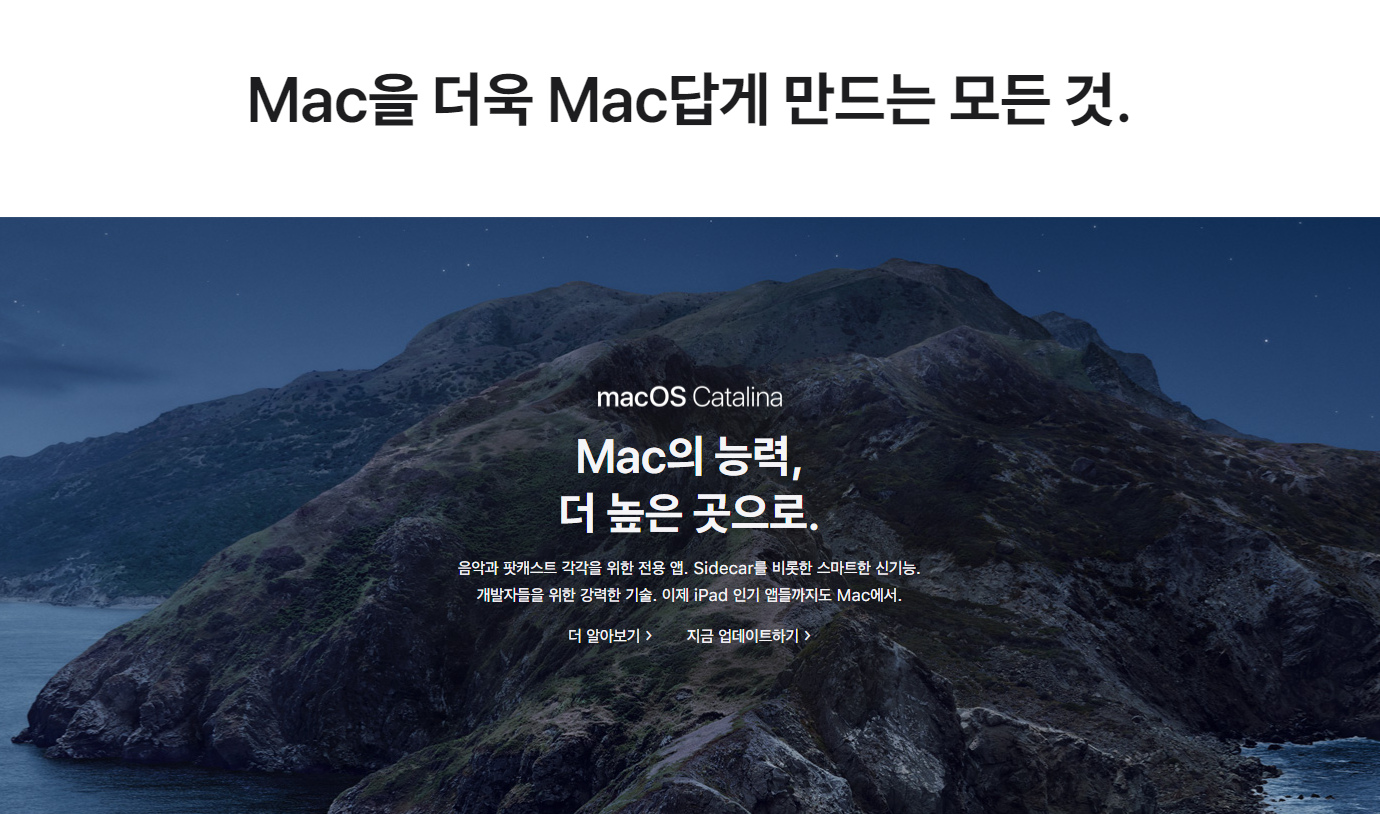 Mac을 더욱 Mac답게 만드는 모든 것.
macOS Catalina
Mac의 능력,
더 높은 곳으로.
음악과 팟캐스트 각각을 위한 전용 앱. Sidecar를 비롯한 스마트한 신기능.
개발자들을 위한 강력한 기술. 이제 iPad 인기 앱들까지도 Mac에서.
더 알아보기 > 지금 업데이트하기 >